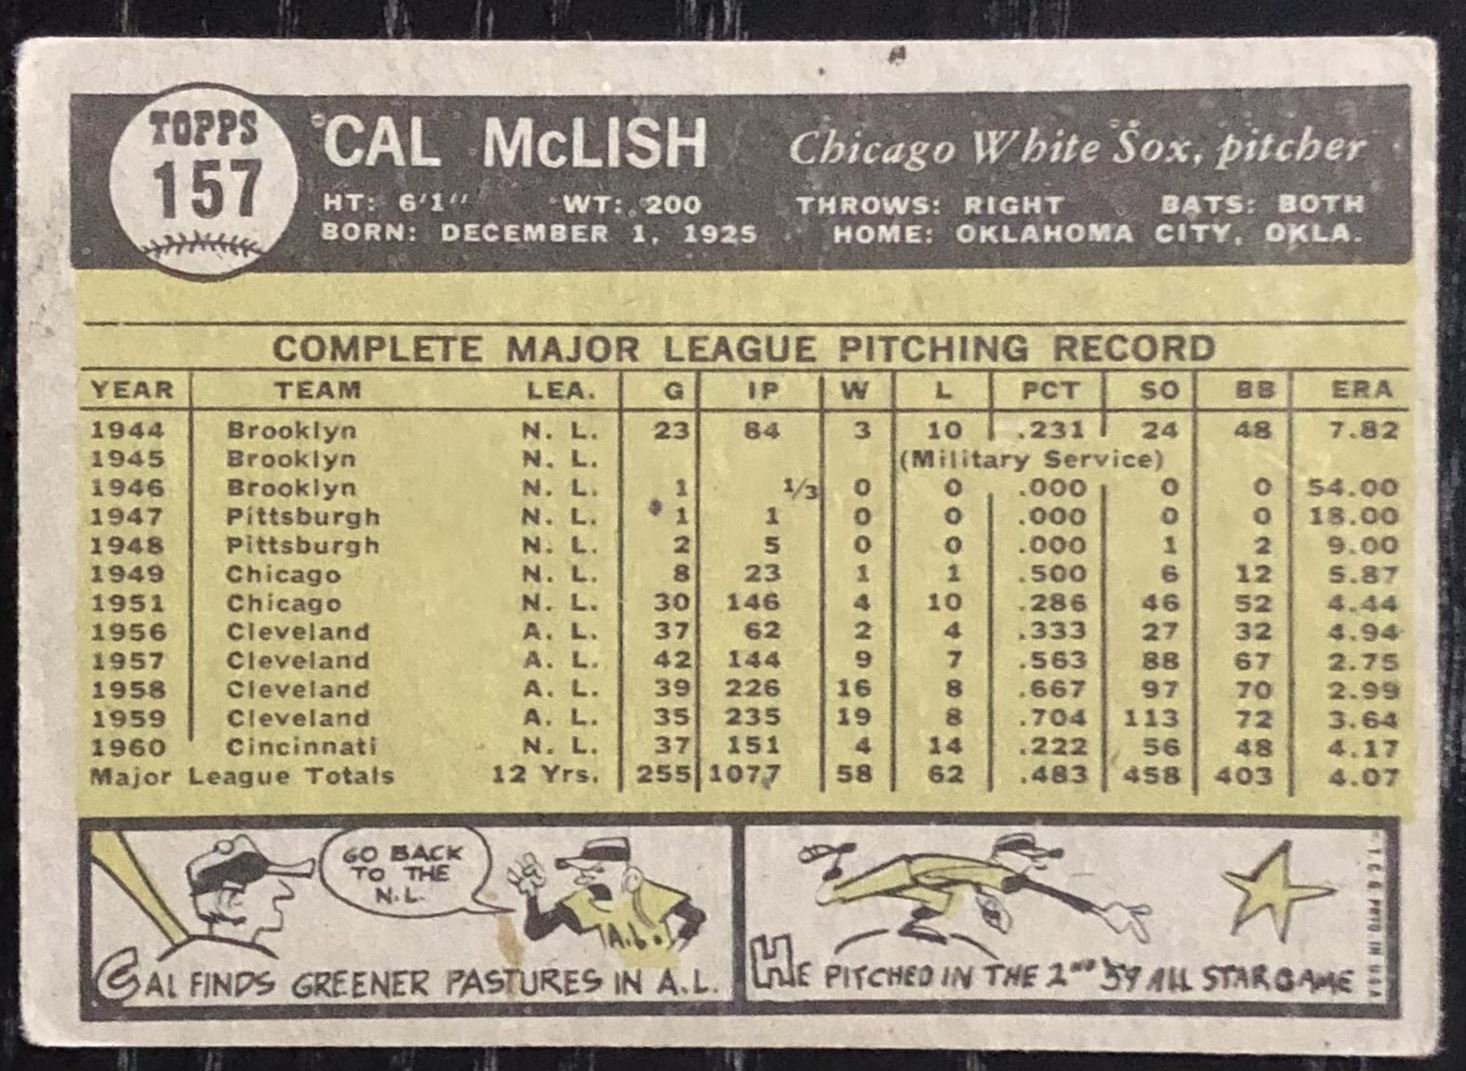 TOPPS
157
CAL McLISH
Chicago White Sox, pitcher
HT: 6'1" WT: 200 THROWS: RIGHT BATS: BOTH
BORN: DECEMBER 1, 1925 HOME: OKLAHOMA CITY, OKLA.
COMPLETE MAJOR LEAGUE PITCHING RECORD
YEAR TEAM LEA. G IP W L PCT SO BB ERA
1944 Brooklyn N. L. 23 84 3 10 .231 24 48 7.82
1945 Brooklyn N. L. (Military Service)
1946 Brooklyn N. L. 1 1/3 0 0 .000 0 0 54.00
1947 Pittsburgh N. L. 1 1 0 0 .000 0 0 18.00
1948 Pittsburgh N. L. 2 5 0 0 .000 1 2 9.00
1949 Chicago N. L. 8 23 1 1 .500 6 12 5.87
1951 Chicago N. L. 30 146 4 10 .286 46 52 4.44
1956 Cleveland A. L. 37 62 2 4 .333 27 32 4.94
1957 Cleveland A. L. 42 144 9 7 .563 88 67 2.75
1958 Cleveland A. L. 39 226 16 8 .667 97 70 2.99
1959 Cleveland A. L. 35 235 19 8 .704 113 72 3.64
1960 Cincinnati N. L. 37 151 4 14 .222 56 48 4.17
Major League Totals 12 Yrs. 255 1077 58 62 .483 458 403 4.07
GO BACK
TO THE
N.L.
A.L.
CAL FINDS GREENER PASTURES IN A.L.
HE PITCHED IN THE 2ND '59 ALL STAR GAME
T.C.G. PRTD IN U.S.A.